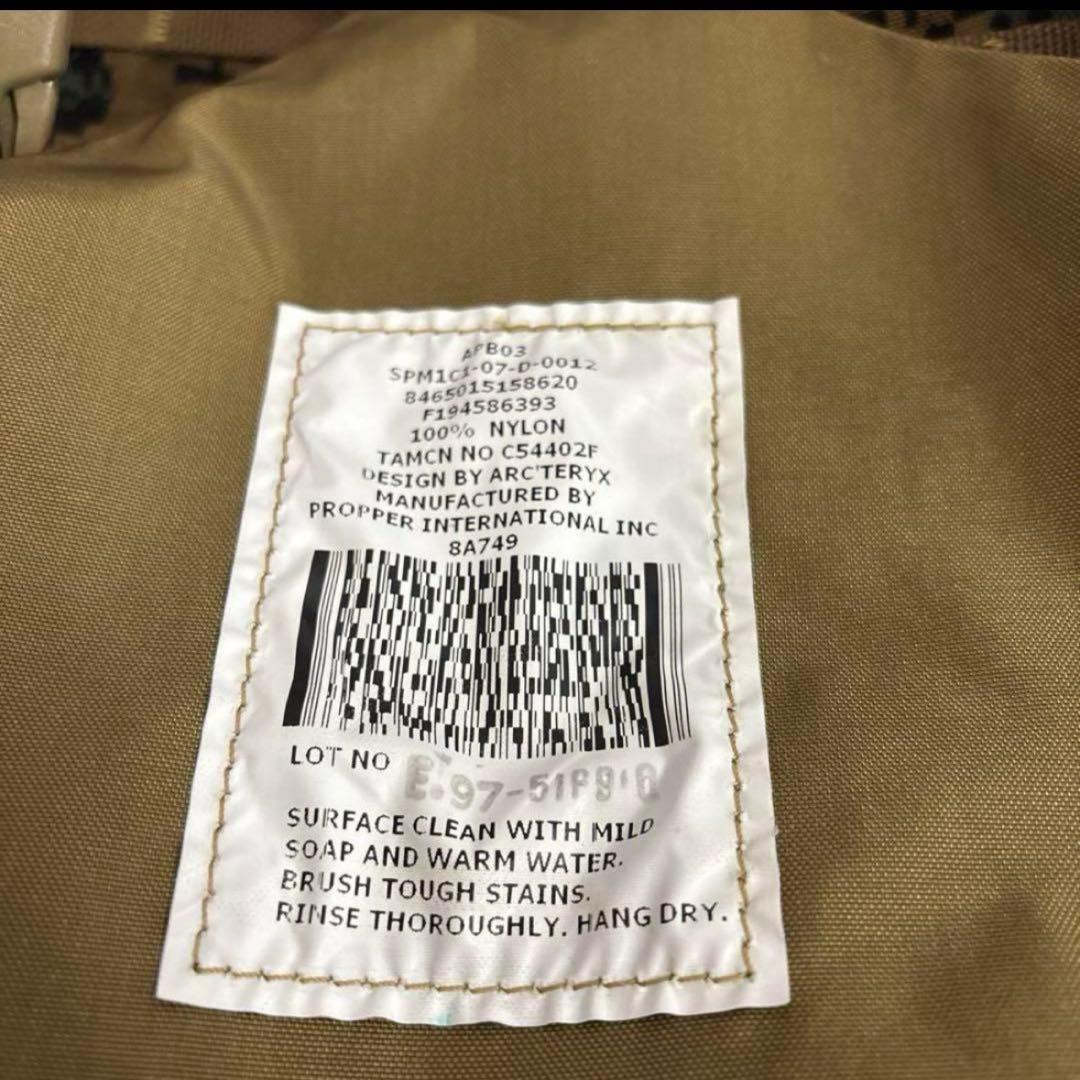 APB03
SPM1C1-07-D-0012
8465015158620
F194586393
100% NYLON
TAMCN NO C54402F
DESIGN BY ARC'TERYX
MANUFACTURED BY
PROPPER INTERNATIONAL INC
8A749
LOT NO
SURFACE CLEAN WITH MILD
SOAP AND WARM WATER.
BRUSH TOUGH STAINS.
RINSE THOROUGHLY. HANG DRY.